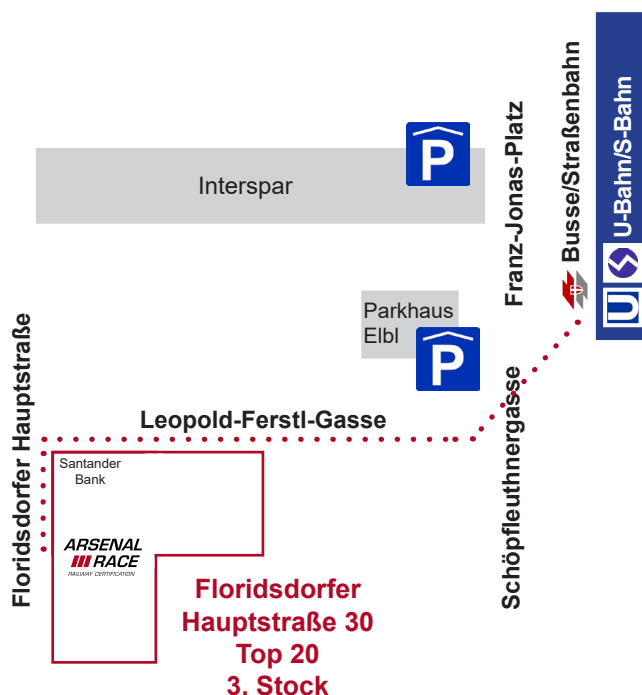 Interspar
P
Franz-Jonas-Platz
Busse/Straßenbahn
U-Bahn/S-Bahn
U
S
Parkhaus
Elbl
P
Floridsdorfer Hauptstraße
Leopold-Ferstl-Gasse
Schöpfleuthnergasse
Santander
Bank
ARSENAL
RACE
RAILWAY CERTIFICATION
Floridsdorfer
Hauptstraße 30
Top 20
3. Stock